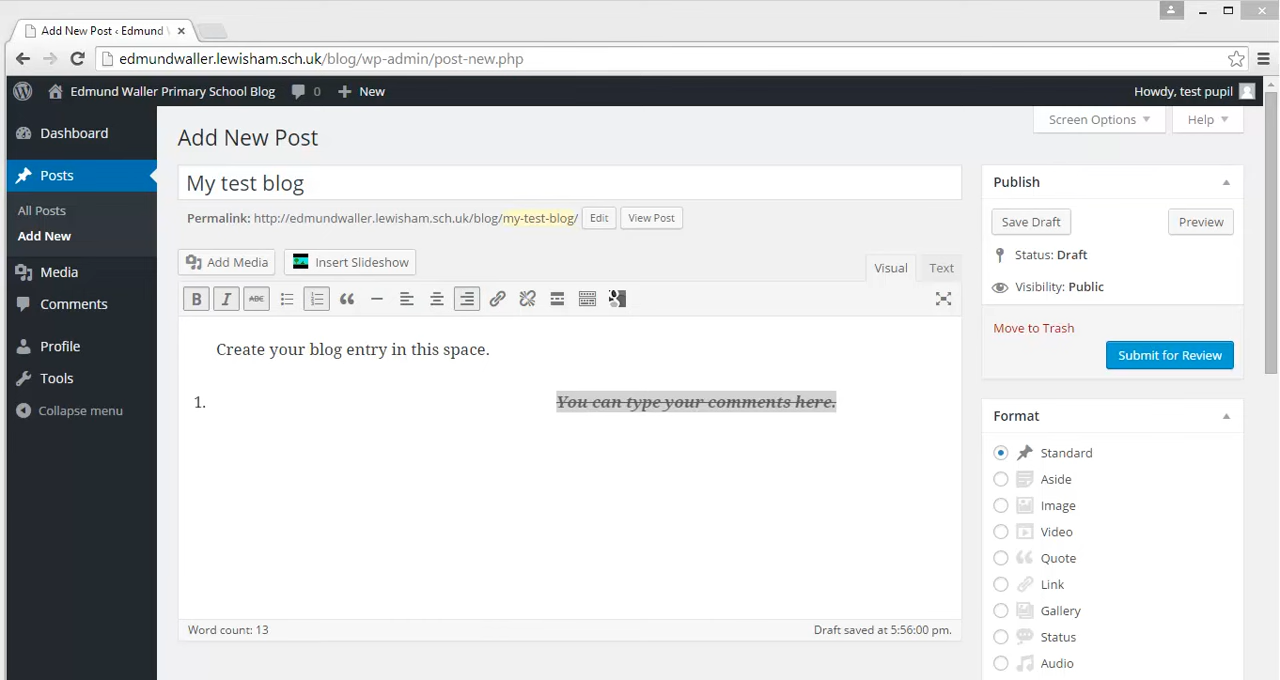 Add New Post ‹ Edmund W
edmundwaller.lewisham.sch.uk/blog/wp-admin/post-new.php
Edmund Waller Primary School Blog 0 New Howdy, test pupil
Screen Options Help
Dashboard
Posts
All Posts
Add New
Media
Comments
Profile
Tools
Collapse menu
Add New Post
My test blog
Permalink: http://edmundwaller.lewisham.sch.uk/blog/my-test-blog/ Edit View Post
Add Media Insert Slideshow
Visual Text
B I ABC
Create your blog entry in this space.
1. You can type your comments here.
Word count: 13 Draft saved at 5:56:00 pm.
Publish
Save Draft Preview
Status: Draft
Visibility: Public
Move to Trash
Submit for Review
Format
Standard
Aside
Image
Video
Quote
Link
Gallery
Status
Audio